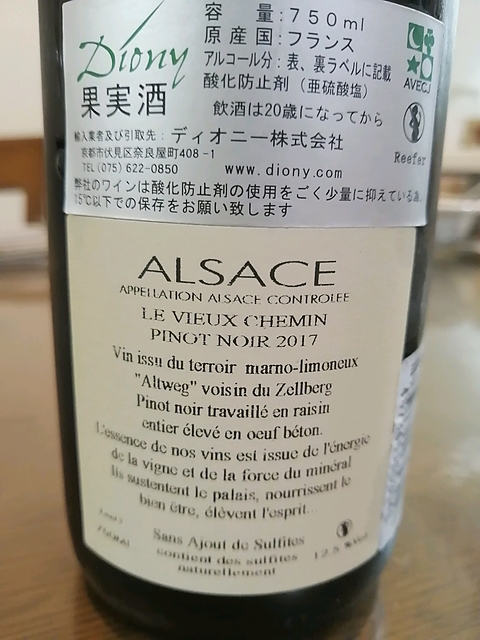 Diony
果実酒
容　量：750ml
原産国：フランス
アルコール分：表、裏ラベルに記載
酸化防止剤（亜硫酸塩）
飲酒は20歳になってから
AVECJ
Reefer
輸入業者及び引取先：ディオニー株式会社
京都市伏見区奈良屋町408-1
TEL(075)622-0850 www.diony.com
弊社のワインは酸化防止剤の使用をごく少量に抑えている為、
15℃以下での保存をお願い致します
ALSACE
APPELLATION ALSACE CONTROLEE
LE VIEUX CHEMIN
PINOT NOIR 2017
Vin issu du terroir marno-limoneux
"Altweg" voisin du Zellberg
Pinot noir travaillé en raisin
entier élevé en oeuf béton.
L'essence de nos vins est issue de l'énergie
de la vigne et de la force du minéral
Ils sustentent le palais, nourrissent le
bien être, élèvent l'esprit...
Sans Ajout de Sulfites
contient des sulfites
naturellement
12.5 %vol